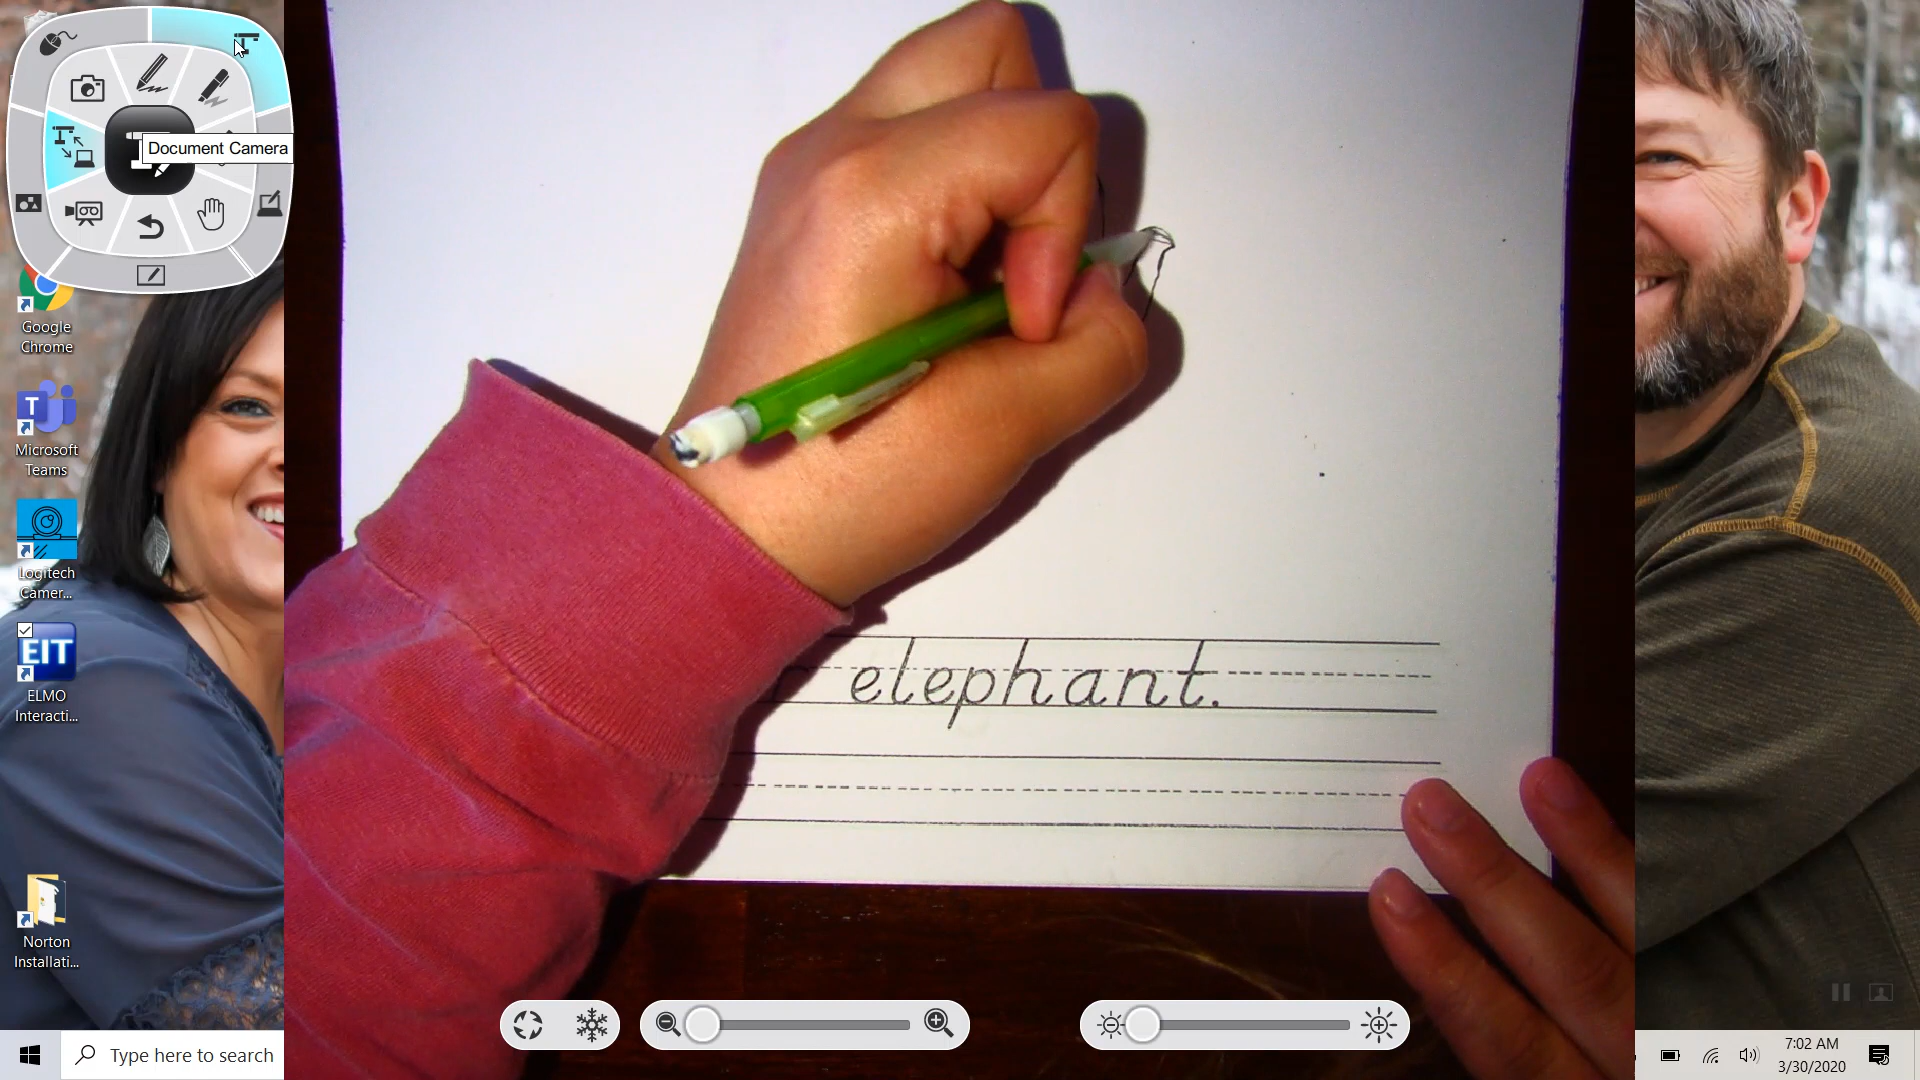 Document Camera
Google
Chrome
T
Microsoft
Teams
Logitech
Camer...
EIT
ELMO
Interacti...
Norton
Installati...
elephant.
Type here to search
7:02 AM
3/30/2020